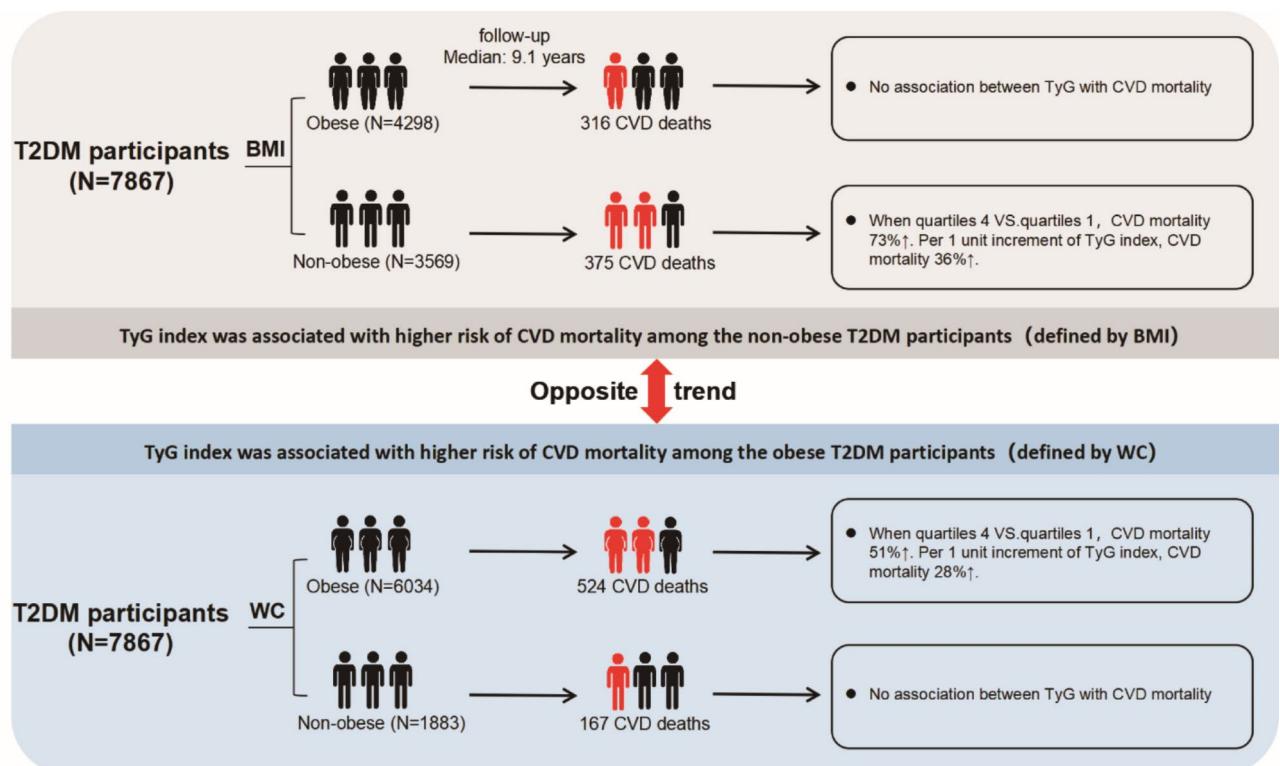 follow-up
Median: 9.1 years
T2DM participants
(N=7867)
BMI
Obese (N=4298)
316 CVD deaths
● No association between TyG with CVD mortality
Non-obese (N=3569)
375 CVD deaths
● When quartiles 4 VS.quartiles 1, CVD mortality
73%↑. Per 1 unit increment of TyG index, CVD
mortality 36%↑.
TyG index was associated with higher risk of CVD mortality among the non-obese T2DM participants (defined by BMI)
Opposite trend
TyG index was associated with higher risk of CVD mortality among the obese T2DM participants (defined by WC)
T2DM participants
(N=7867)
WC
Obese (N=6034)
524 CVD deaths
● When quartiles 4 VS.quartiles 1, CVD mortality
51%↑. Per 1 unit increment of TyG index, CVD
mortality 28%↑.
Non-obese (N=1883)
167 CVD deaths
● No association between TyG with CVD mortality